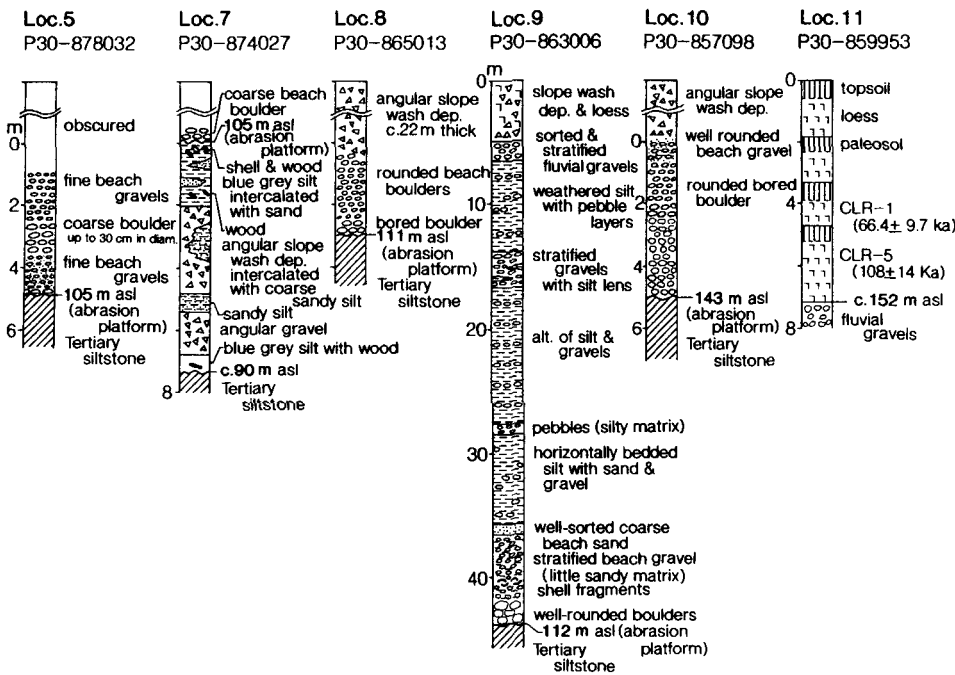 Loc.5
P30-878032
m
0
2
4
6
obscured
fine beach
gravels
coarse boulder
up to 30 cm in diam.
fine beach
gravels
105 m asl
(abrasion
platform)
Tertiary
siltstone
Loc.7
P30-874027
8
coarse beach
boulder
105 m asl
(abrasion
platform)
shell & wood
blue grey silt
intercalated
with sand
wood
angular slope
wash dep.
intercalated
with coarse
sandy silt
sandy silt
angular gravel
blue grey silt with wood
c.90 m asl
Tertiary
siltstone
Loc.8
P30-865013
angular slope
wash dep.
c.22 m thick
rounded beach
boulders
bored boulder
111 m asl
(abrasion
platform)
Tertiary
siltstone
Loc.9
P30-863006
m
0
10
20
30
40
slope wash
dep. & loess
sorted &
stratified
fluvial gravels
weathered silt
with pebble
layers
stratified
gravels
with silt lens
alt. of silt &
gravels
pebbles (silty matrix)
horizontally bedded
silt with sand &
gravel
well-sorted coarse
beach sand
stratified beach gravel
(little sandy matrix)
shell fragments
well-rounded boulders
112 m asl (abrasion
platform)
Tertiary
siltstone
Loc.10
P30-857098
0
6
angular slope
wash dep.
well rounded
beach gravel
rounded bored
boulder
143 m asl
(abrasion
platform)
Tertiary
siltstone
Loc.11
P30-859953
0
4
8
topsoil
loess
paleosol
CLR-1
(66.4± 9.7 ka)
CLR-5
(108±14 Ka)
c.152 m asl
fluvial
gravels